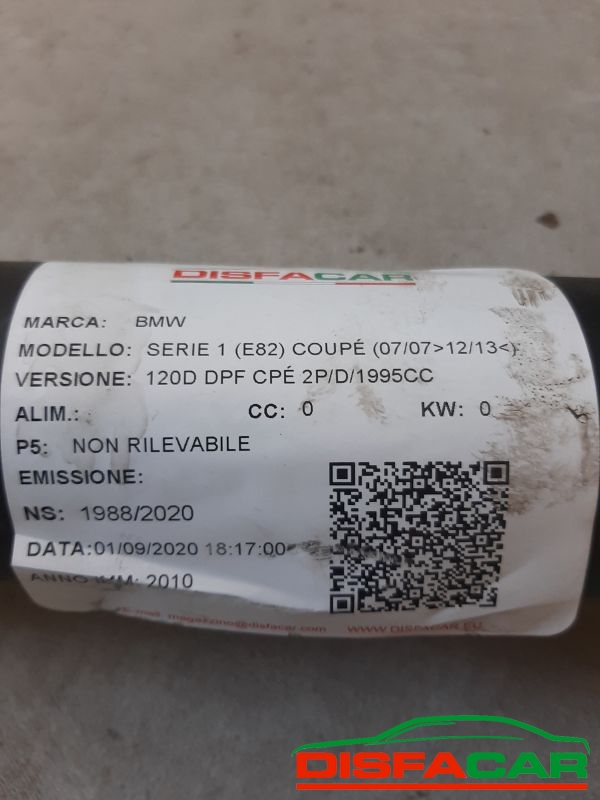 DISFACAR
MARCA: BMW
MODELLO: SERIE 1 (E82) COUPÉ (07/07>12/13<)
VERSIONE: 120D DPF CPÉ 2P/D/1995CC
ALIM.: CC: 0 KW: 0
P5: NON RILEVABILE
EMISSIONE:
NS: 1988/2020
DATA:01/09/2020 18:17:00
ANNO IMM: 2010
magazzino@disfacar.com WWW.DISFACAR.EU
DISFACAR